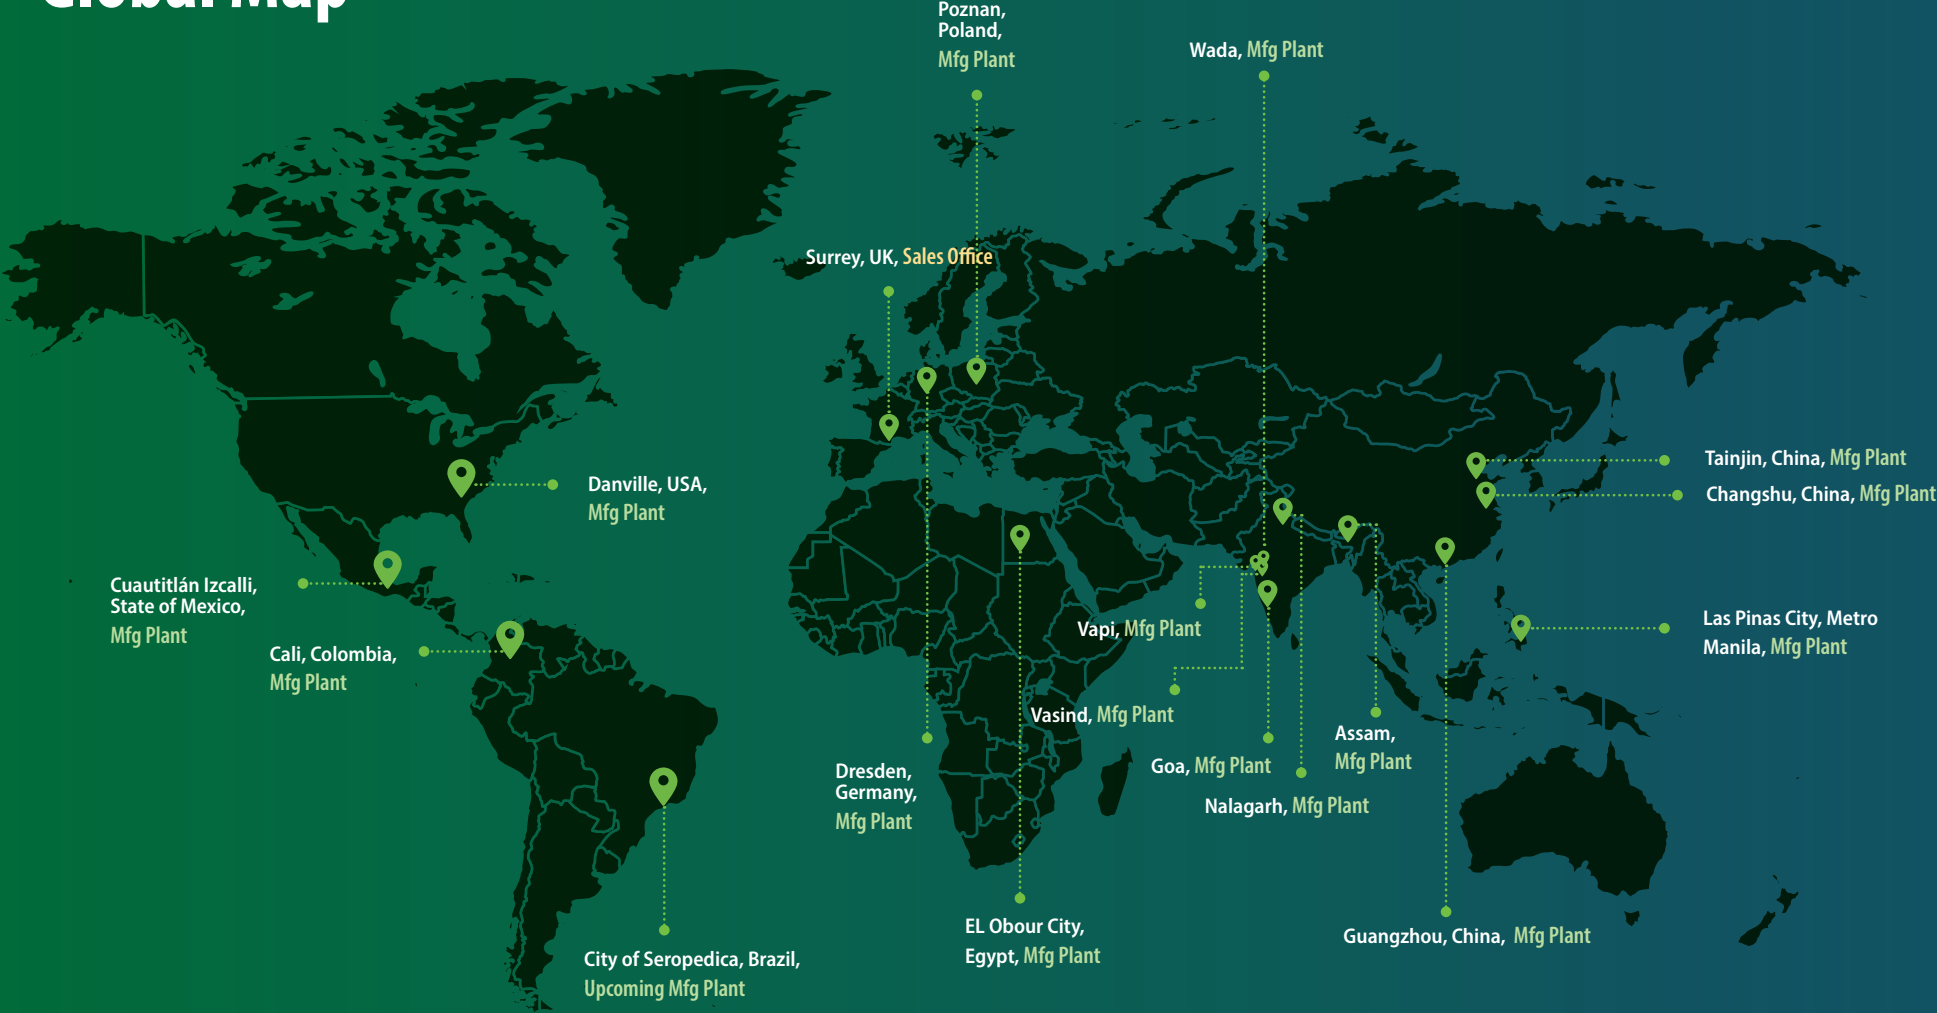 Global Map
Poznan,
Poland,
Mfg Plant
Wada, Mfg Plant
Surrey, UK, Sales Office
Danville, USA,
Mfg Plant
Tainjin, China, Mfg Plant
Changshu, China, Mfg Plant
Cuautitlán Izcalli,
State of Mexico,
Mfg Plant
Cali, Colombia,
Mfg Plant
Vapi, Mfg Plant
Las Pinas City, Metro
Manila, Mfg Plant
Vasind, Mfg Plant
Assam,
Mfg Plant
Goa, Mfg Plant
Dresden,
Germany,
Mfg Plant
Nalagarh, Mfg Plant
EL Obour City,
Egypt, Mfg Plant
Guangzhou, China, Mfg Plant
City of Seropedica, Brazil,
Upcoming Mfg Plant